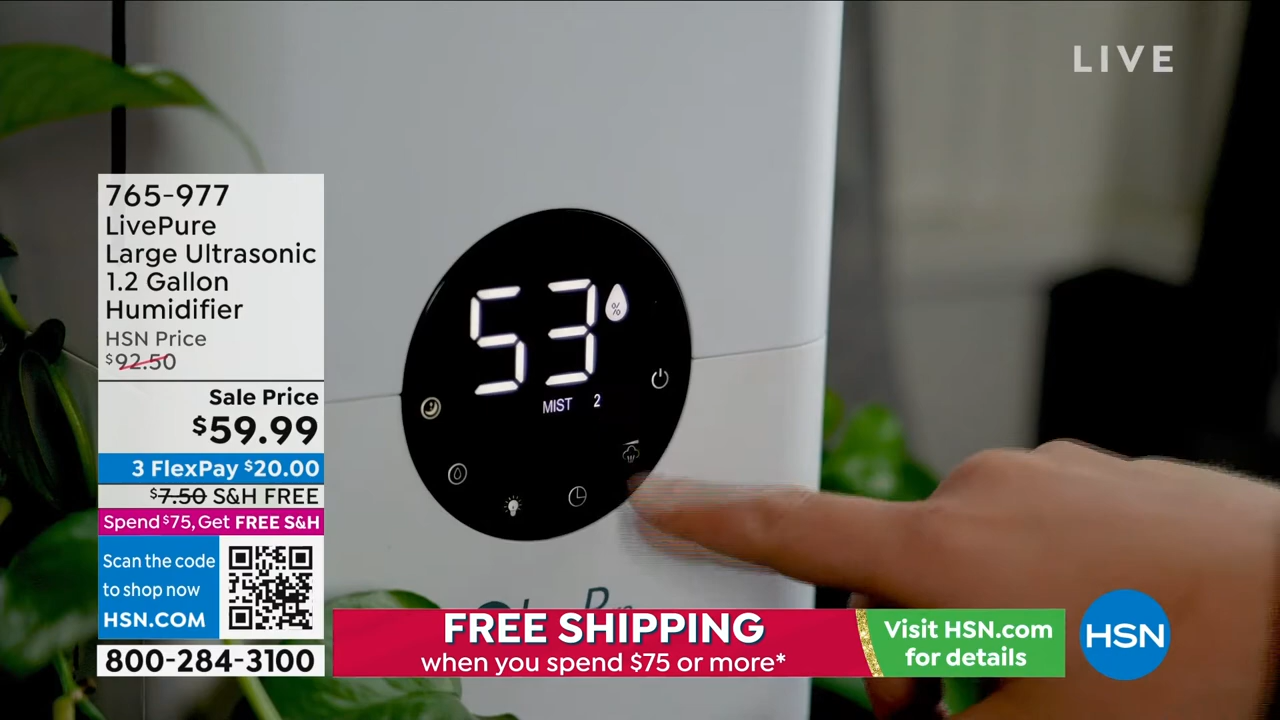 LIVE
765-977
LivePure
Large Ultrasonic
1.2 Gallon
Humidifier
HSN Price
$92.50
Sale Price
$59.99
3 FlexPay $20.00
$7.50 S&H FREE
Spend $75, Get FREE S&H
Scan the code
to shop now
HSN.COM
800-284-3100
53 %
MIST 2
FREE SHIPPING
when you spend $75 or more*
Visit HSN.com
for details
HSN